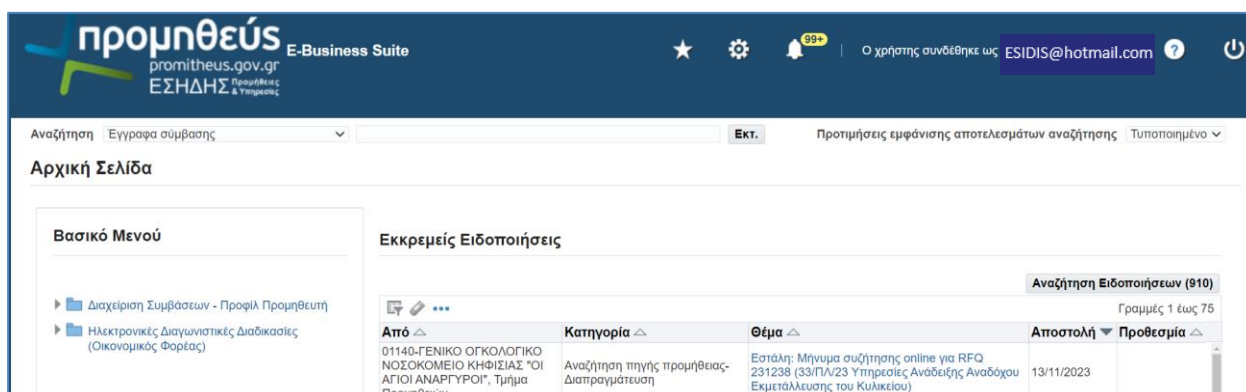 προμηθεύς
E-Business Suite
promitheus.gov.gr
ΕΣΗΔΗΣ Προμήθειες & Υπηρεσίες
99+
Ο χρήστης συνδέθηκε ως ESIDIS@hotmail.com ?
Αναζήτηση Έγγραφα σύμβασης Εκτ. Προτιμήσεις εμφάνισης αποτελεσμάτων αναζήτησης Τυποποιημένο
Αρχική Σελίδα
Βασικό Μενού
Διαχείριση Συμβάσεων - Προφίλ Προμηθευτή
Ηλεκτρονικές Διαγωνιστικές Διαδικασίες
(Οικονομικός Φορέας)
Εκκρεμείς Ειδοποιήσεις
Αναζήτηση Ειδοποιήσεων (910)
Γραμμές 1 έως 75
Από Κατηγορία Θέμα Αποστολή Προθεσμία
01140-ΓΕΝΙΚΟ ΟΓΚΟΛΟΓΙΚΟ
ΝΟΣΟΚΟΜΕΙΟ ΚΗΦΙΣΙΑΣ "ΟΙ
ΑΓΙΟΙ ΑΝΑΡΓΥΡΟΙ", Τμήμα
Αναζήτηση πηγής προμήθειας-
Διαπραγμάτευση
Εστάλη: Μήνυμα συζήτησης online για RFQ
231238 (33/ΠΛ/23 Υπηρεσίες Ανάδειξης Αναδόχου
Εκμετάλλευσης του Κυλικείου)
13/11/2023